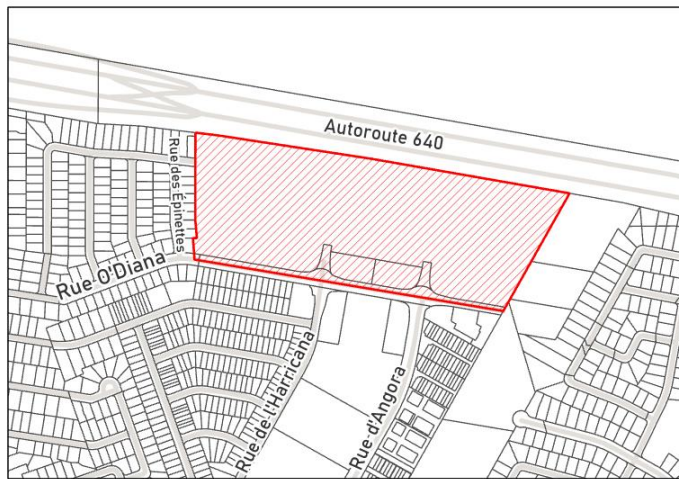 Autoroute 640
Rue des Épinettes
Rue O'Diana
Rue de l'Harricana
Rue d'Angora